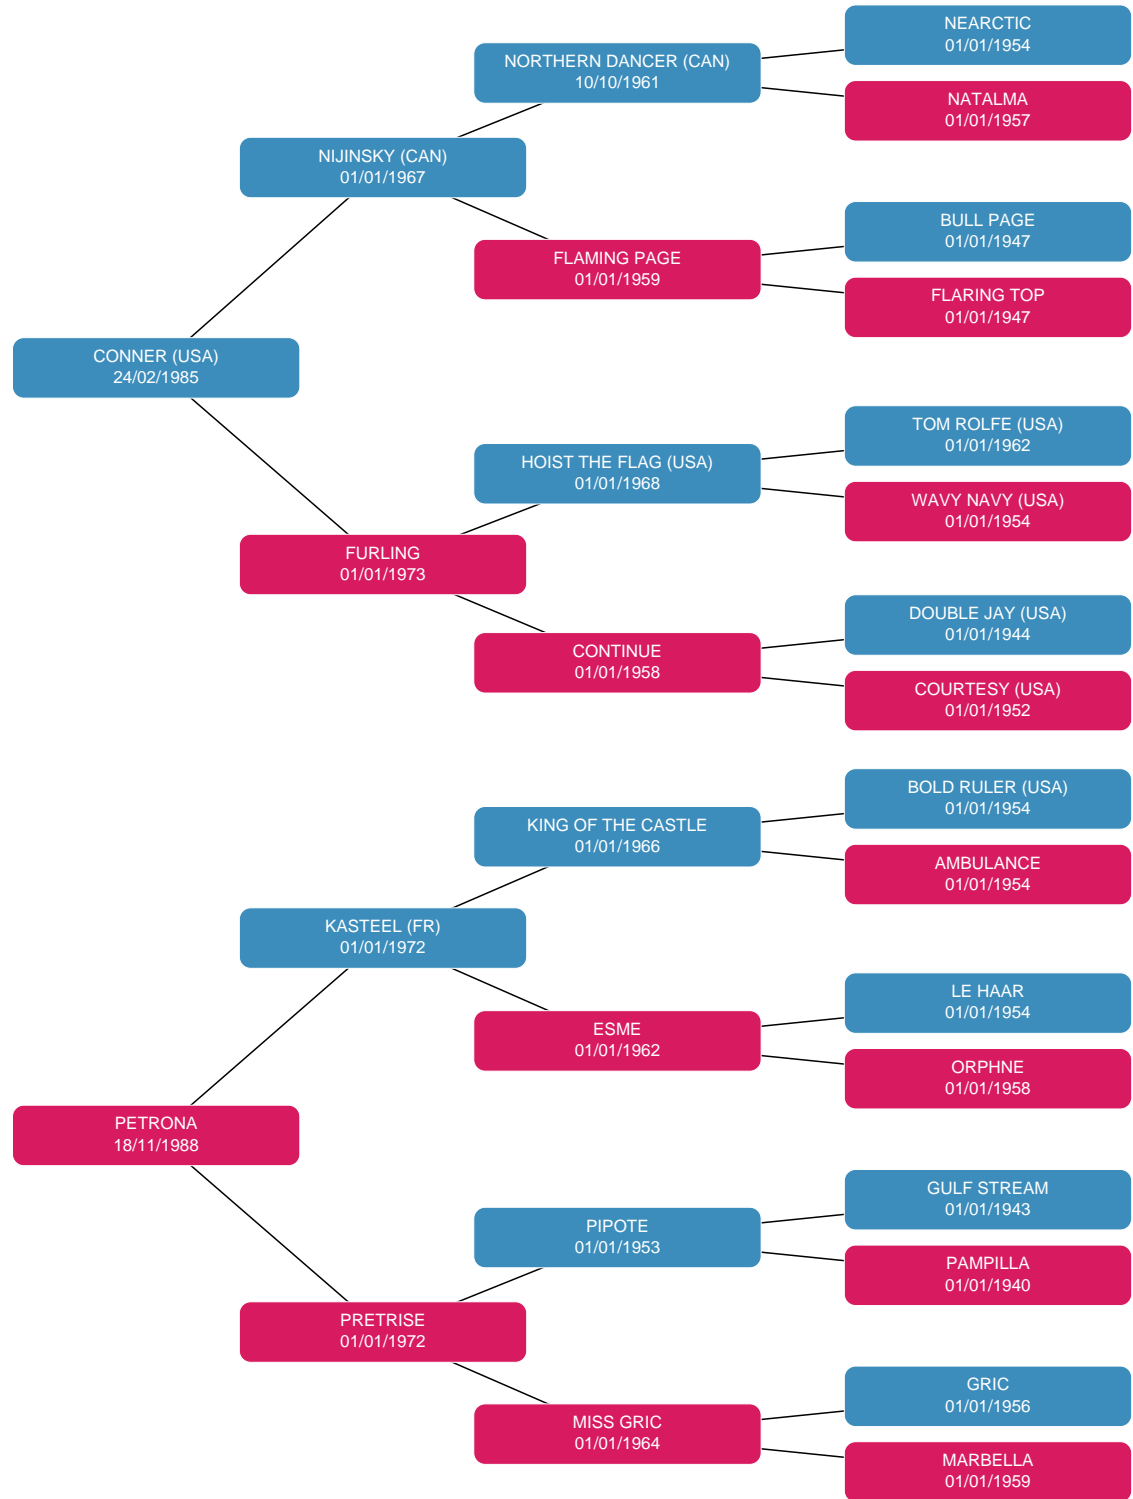 NEARCTIC
01/01/1954
NORTHERN DANCER (CAN)
10/10/1961
NATALMA
01/01/1957
NIJINSKY (CAN)
01/01/1967
BULL PAGE
01/01/1947
FLAMING PAGE
01/01/1959
FLARING TOP
01/01/1947
CONNER (USA)
24/02/1985
TOM ROLFE (USA)
01/01/1962
HOIST THE FLAG (USA)
01/01/1968
WAVY NAVY (USA)
01/01/1954
FURLING
01/01/1973
DOUBLE JAY (USA)
01/01/1944
CONTINUE
01/01/1958
COURTESY (USA)
01/01/1952
BOLD RULER (USA)
01/01/1954
KING OF THE CASTLE
01/01/1966
AMBULANCE
01/01/1954
KASTEEL (FR)
01/01/1972
LE HAAR
01/01/1954
ESME
01/01/1962
ORPHNE
01/01/1958
PETRONA
18/11/1988
GULF STREAM
01/01/1943
PIPOTE
01/01/1953
PAMPILLA
01/01/1940
PRETRISE
01/01/1972
GRIC
01/01/1956
MISS GRIC
01/01/1964
MARBELLA
01/01/1959